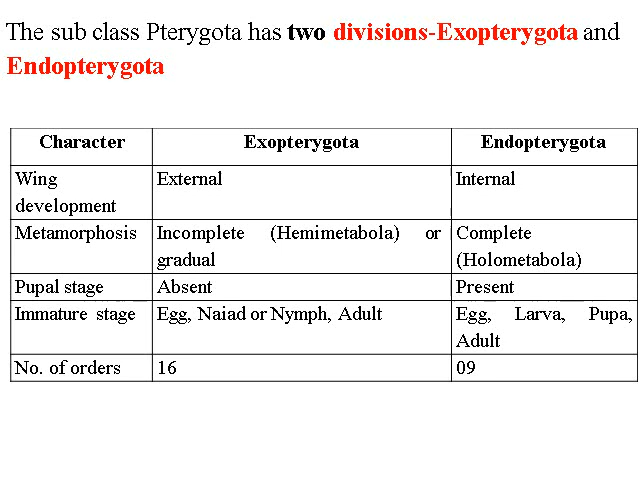 The sub class Pterygota has two divisions-Exopterygota and
Endopterygota
Character Exopterygota Endopterygota
Wing development External Internal
Metamorphosis Incomplete (Hemimetabola) or gradual Complete (Holometabola)
Pupal stage Absent Present
Immature stage Egg, Naiad or Nymph, Adult Egg, Larva, Pupa, Adult
No. of orders 16 09